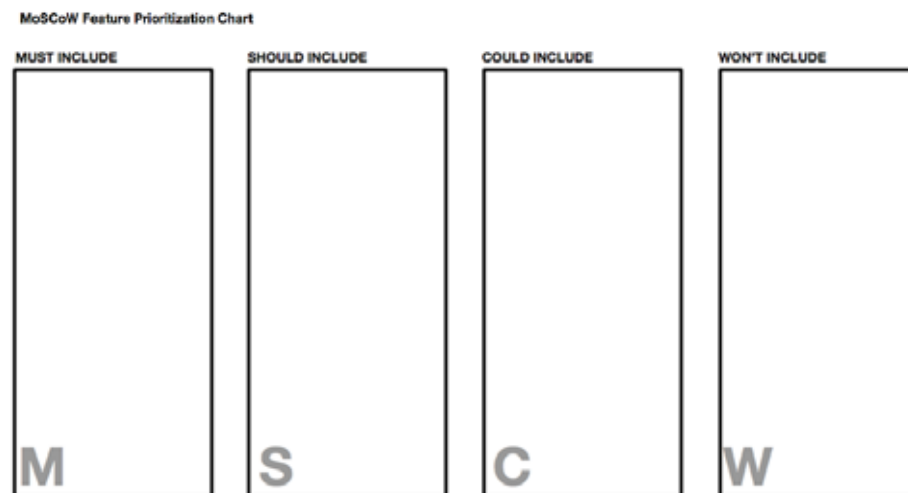 MoSCoW Feature Prioritization Chart
MUST INCLUDE
SHOULD INCLUDE
COULD INCLUDE
WON'T INCLUDE
M
S
C
W